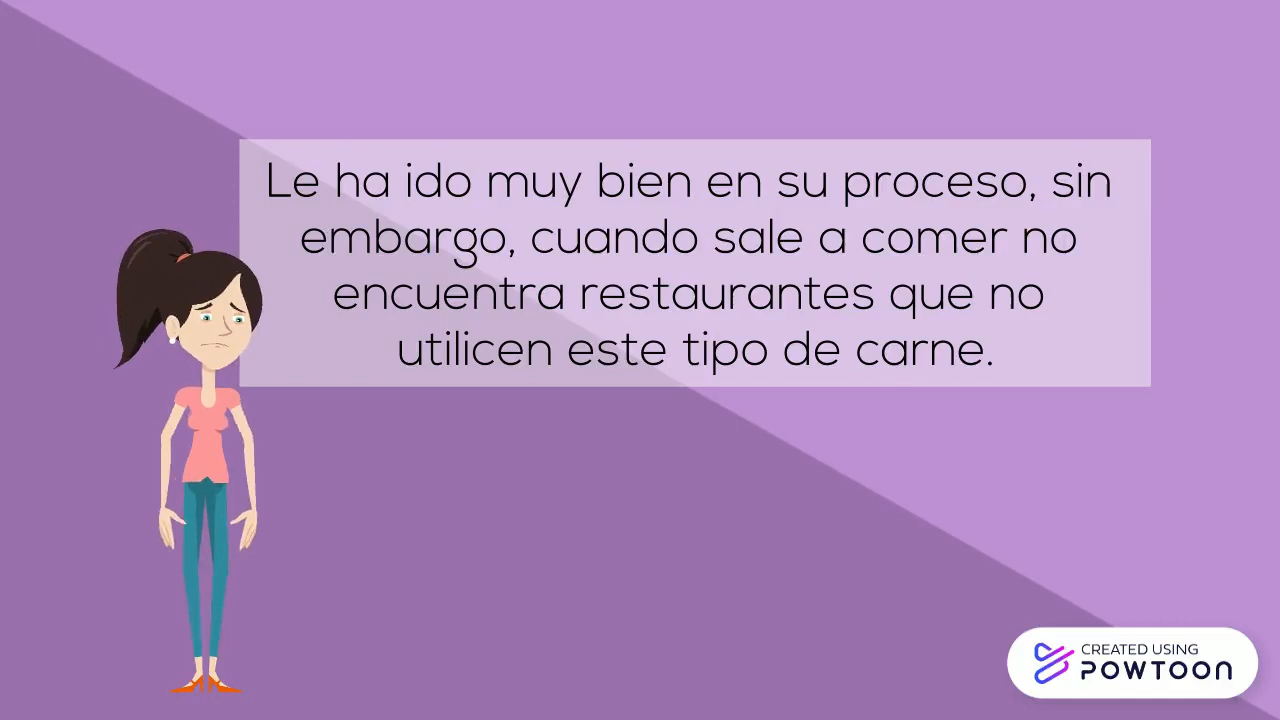 Le ha ido muy bien en su proceso, sin
embargo, cuando sale a comer no
encuentra restaurantes que no
utilicen este tipo de carne.
CREATED USING
POWTOON